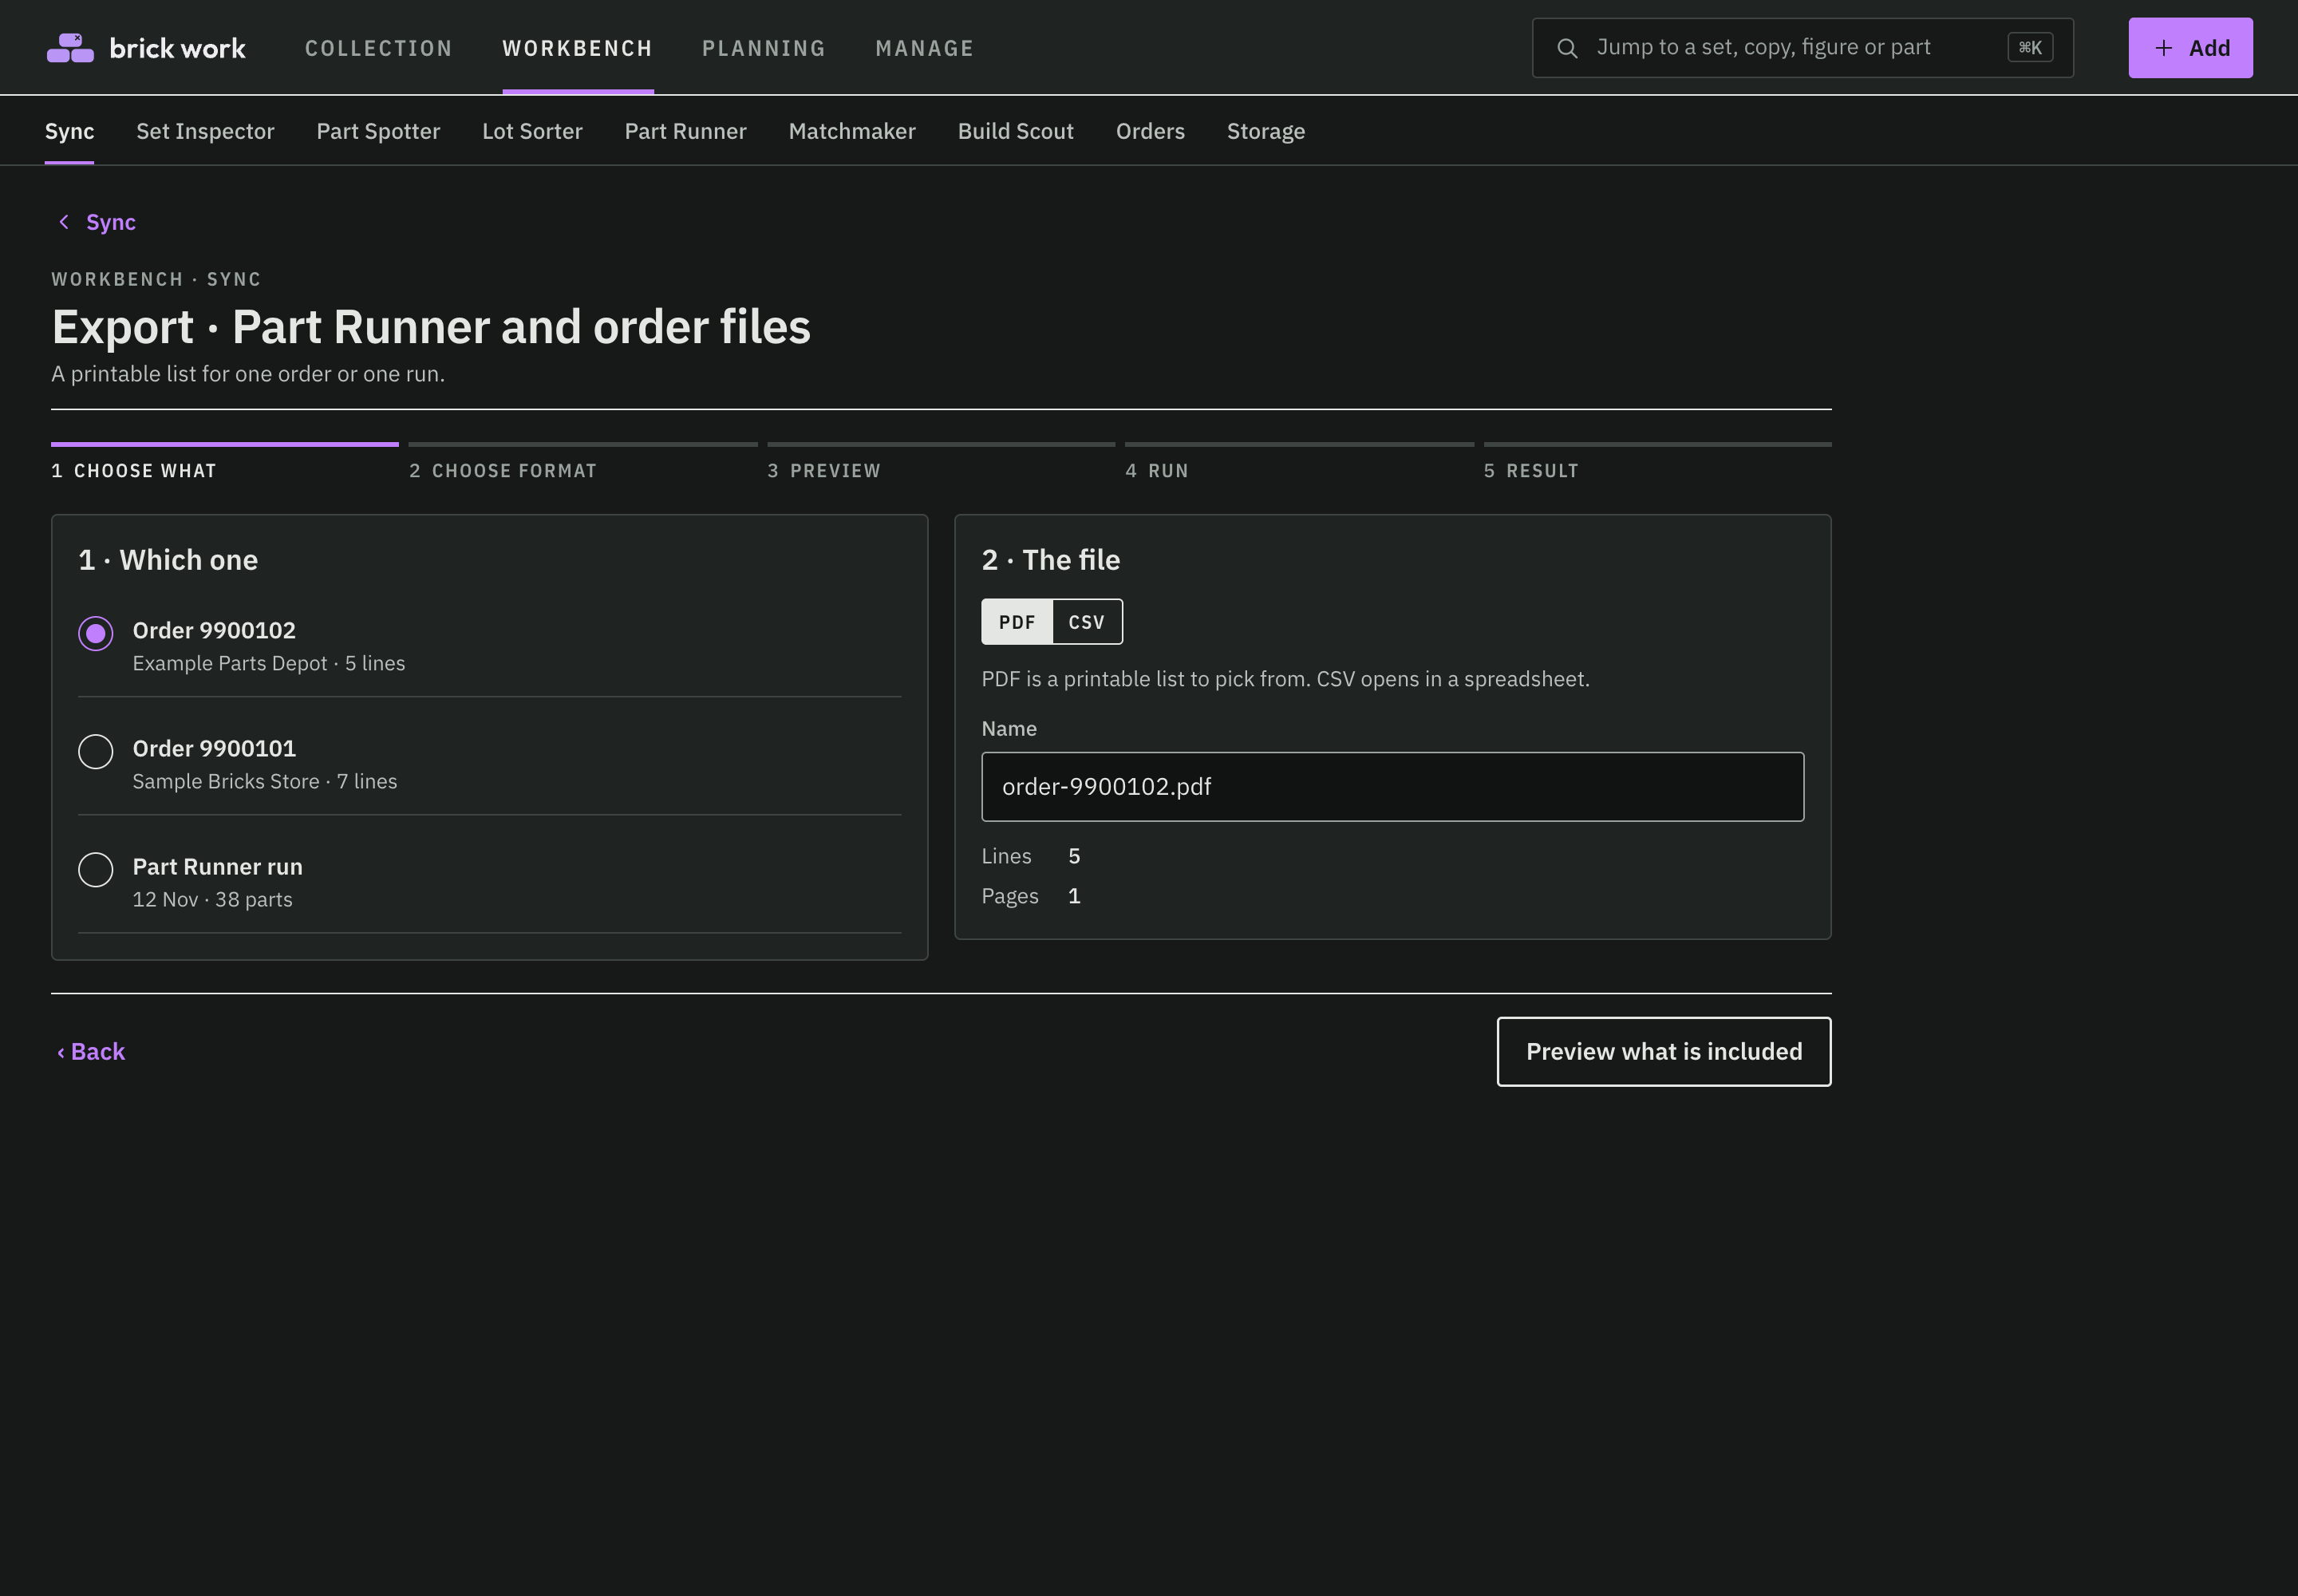 brick work
COLLECTION
WORKBENCH
PLANNING
MANAGE
Jump to a set, copy, figure or part
⌘K
+ Add
Sync
Set Inspector
Part Spotter
Lot Sorter
Part Runner
Matchmaker
Build Scout
Orders
Storage
‹ Sync
WORKBENCH · SYNC
Export · Part Runner and order files
A printable list for one order or one run.
1 CHOOSE WHAT
2 CHOOSE FORMAT
3 PREVIEW
4 RUN
5 RESULT
1 · Which one
Order 9900102
Example Parts Depot · 5 lines
Order 9900101
Sample Bricks Store · 7 lines
Part Runner run
12 Nov · 38 parts
2 · The file
PDF
CSV
PDF is a printable list to pick from. CSV opens in a spreadsheet.
Name
order-9900102.pdf
Lines 5
Pages 1
‹ Back
Preview what is included